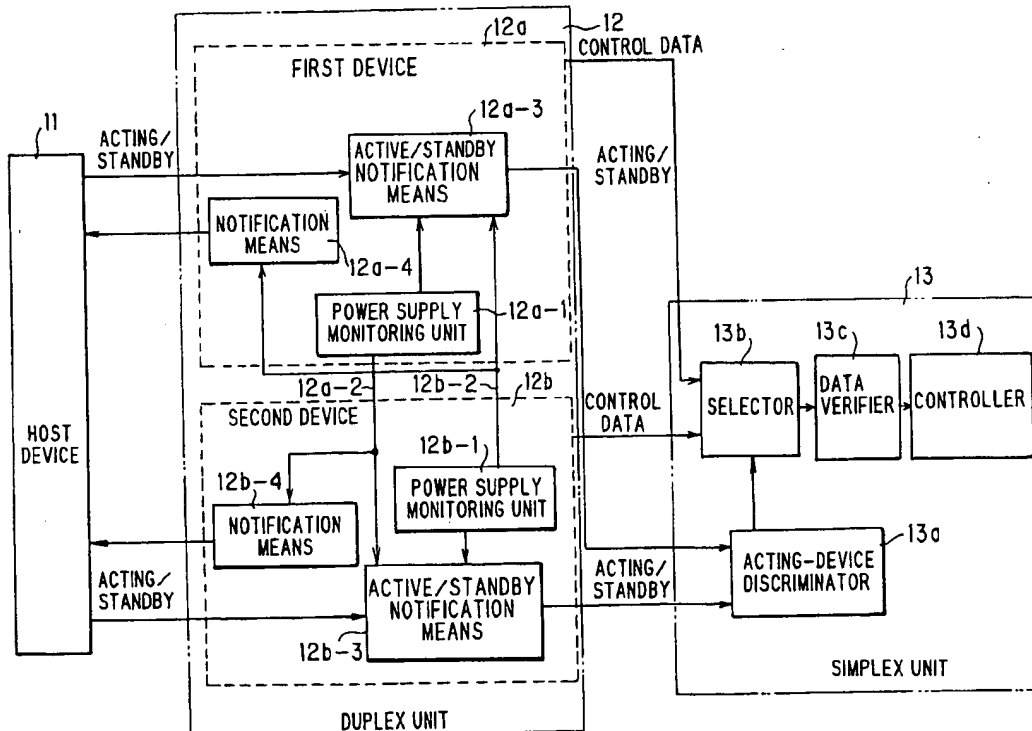 12
12a
CONTROL DATA
FIRST DEVICE
12a-3
11
ACTING/
STANDBY
ACTIVE/STANDBY
NOTIFICATION
MEANS
ACTING/
STANDBY
NOTIFICATION
MEANS
12a-4
POWER SUPPLY
MONITORING UNIT
12a-1
13
13b
13c
13d
12a-2
12b-2
12b
SELECTOR
DATA
VERIFIER
CONTROLLER
SECOND DEVICE
CONTROL
DATA
HOST
DEVICE
12b-1
12b-4
POWER SUPPLY
MONITORING UNIT
NOTIFICATION
MEANS
13a
ACTING-DEVICE
DISCRIMINATOR
ACTING/
STANDBY
ACTIVE/STANDBY
NOTIFICATION
MEANS
ACTING/
STANDBY
12b-3
SIMPLEX UNIT
DUPLEX UNIT